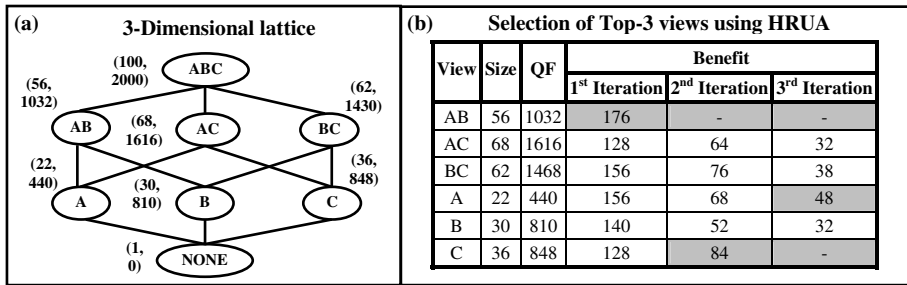 (a)
3-Dimensional lattice
(100,
2000)
ABC
(56,
1032)
(62,
1430)
AB
(68,
1616)
AC
BC
(22,
440)
(30,
810)
(36,
848)
A
B
C
(1,
0)
NONE
(b)
Selection of Top-3 views using HRUA
View Size QF Benefit
1st Iteration 2nd Iteration 3rd Iteration
AB 56 1032 176 - -
AC 68 1616 128 64 32
BC 62 1468 156 76 38
A 22 440 156 68 48
B 30 810 140 52 32
C 36 848 128 84 -